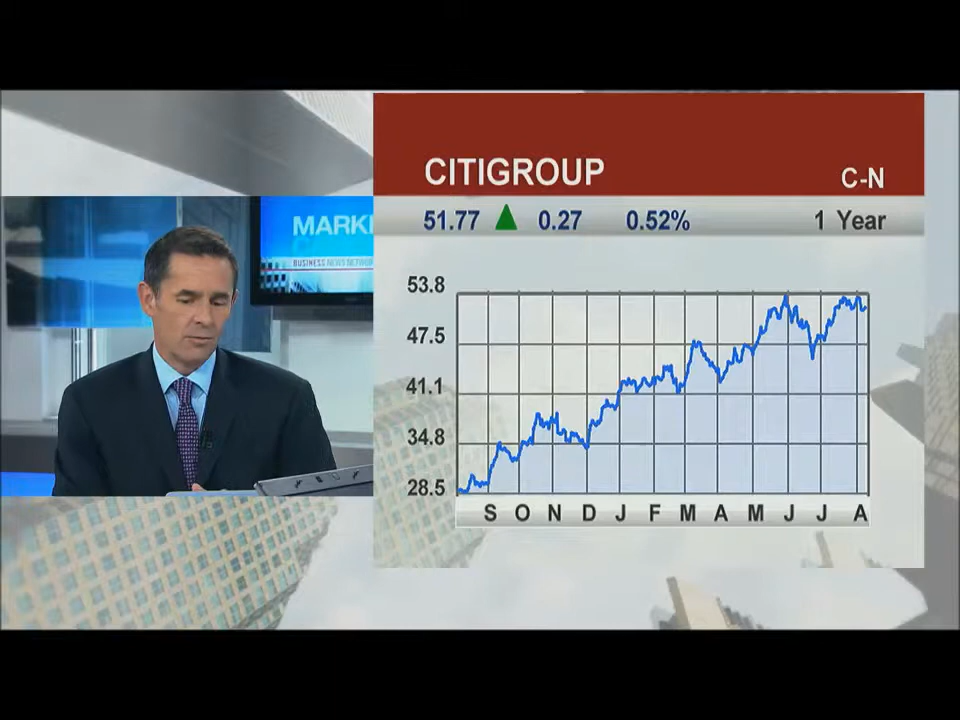 CITIGROUP
C-N
51.77 0.27 0.52% 1 Year
MARK
BUSINESS NEWS NETWOR
53.8
47.5
41.1
34.8
28.5
S O N D J F M A M J J A